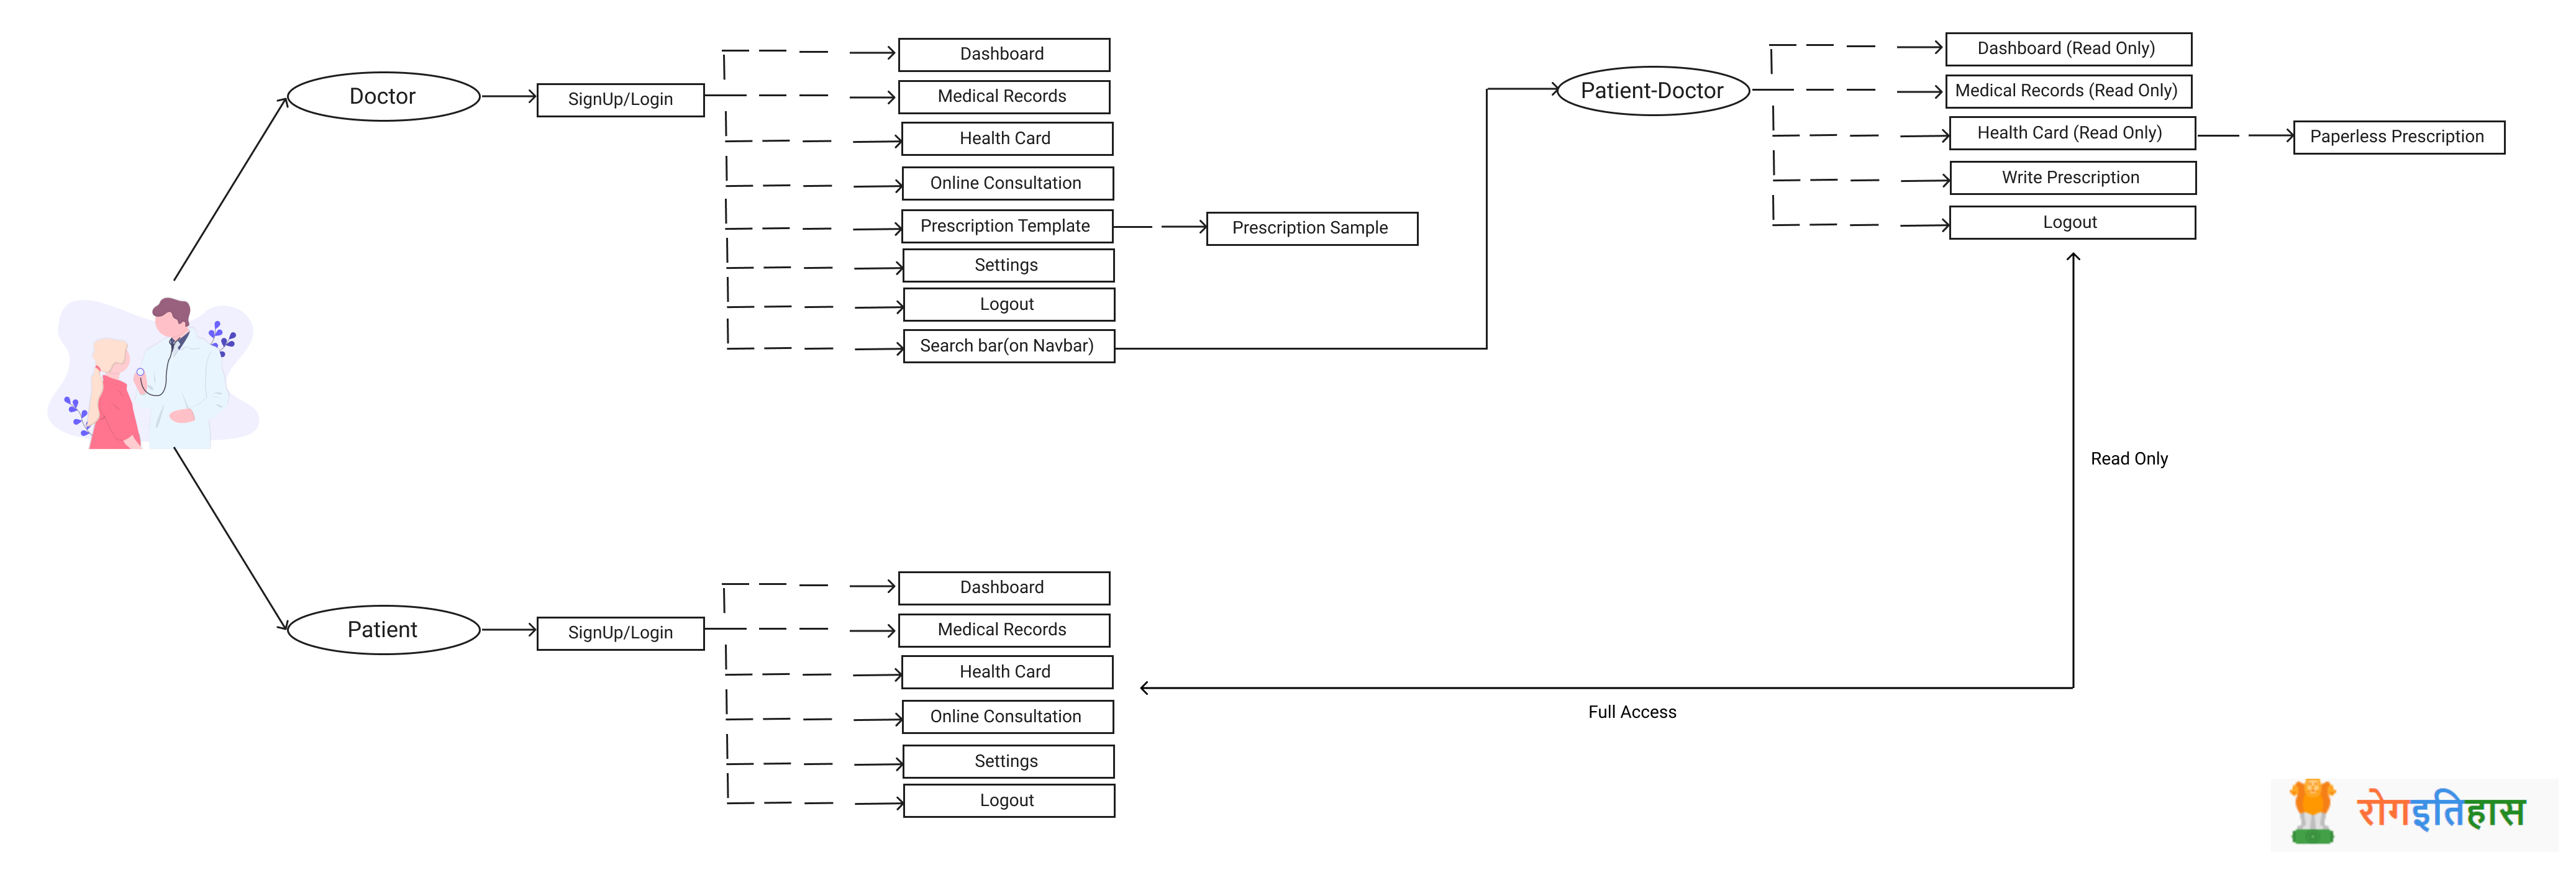 Doctor
SignUp/Login
Dashboard
Medical Records
Health Card
Online Consultation
Prescription Template
Prescription Sample
Settings
Logout
Search bar(on Navbar)
Patient-Doctor
Dashboard (Read Only)
Medical Records (Read Only)
Health Card (Read Only)
Paperless Prescription
Write Prescription
Logout
Read Only
Full Access
Patient
SignUp/Login
Dashboard
Medical Records
Health Card
Online Consultation
Settings
Logout
रोगइतिहास